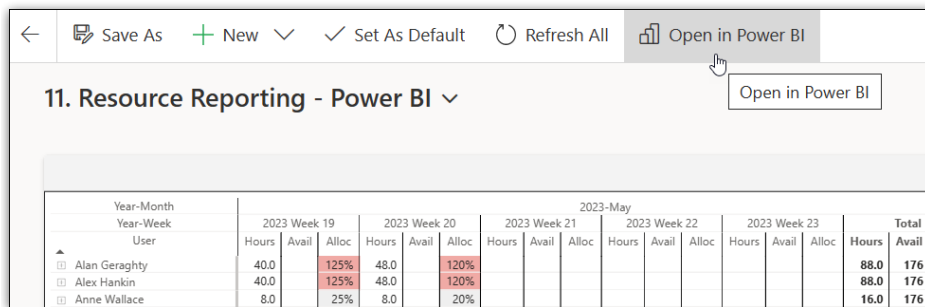 Save As New Set As Default Refresh All Open in Power BI
Open in Power BI
11. Resource Reporting - Power BI
Year-Month 2023-May
Year-Week 2023 Week 19 2023 Week 20 2023 Week 21 2023 Week 22 2023 Week 23 Total
User Hours Avail Alloc Hours Avail Alloc Hours Avail Alloc Hours Avail Alloc Hours Avail Alloc Hours Avail
Alan Geraghty 40.0 125% 48.0 120% 88.0 176
Alex Hankin 40.0 125% 48.0 120% 88.0 176
Anne Wallace 8.0 25% 8.0 20% 16.0 176